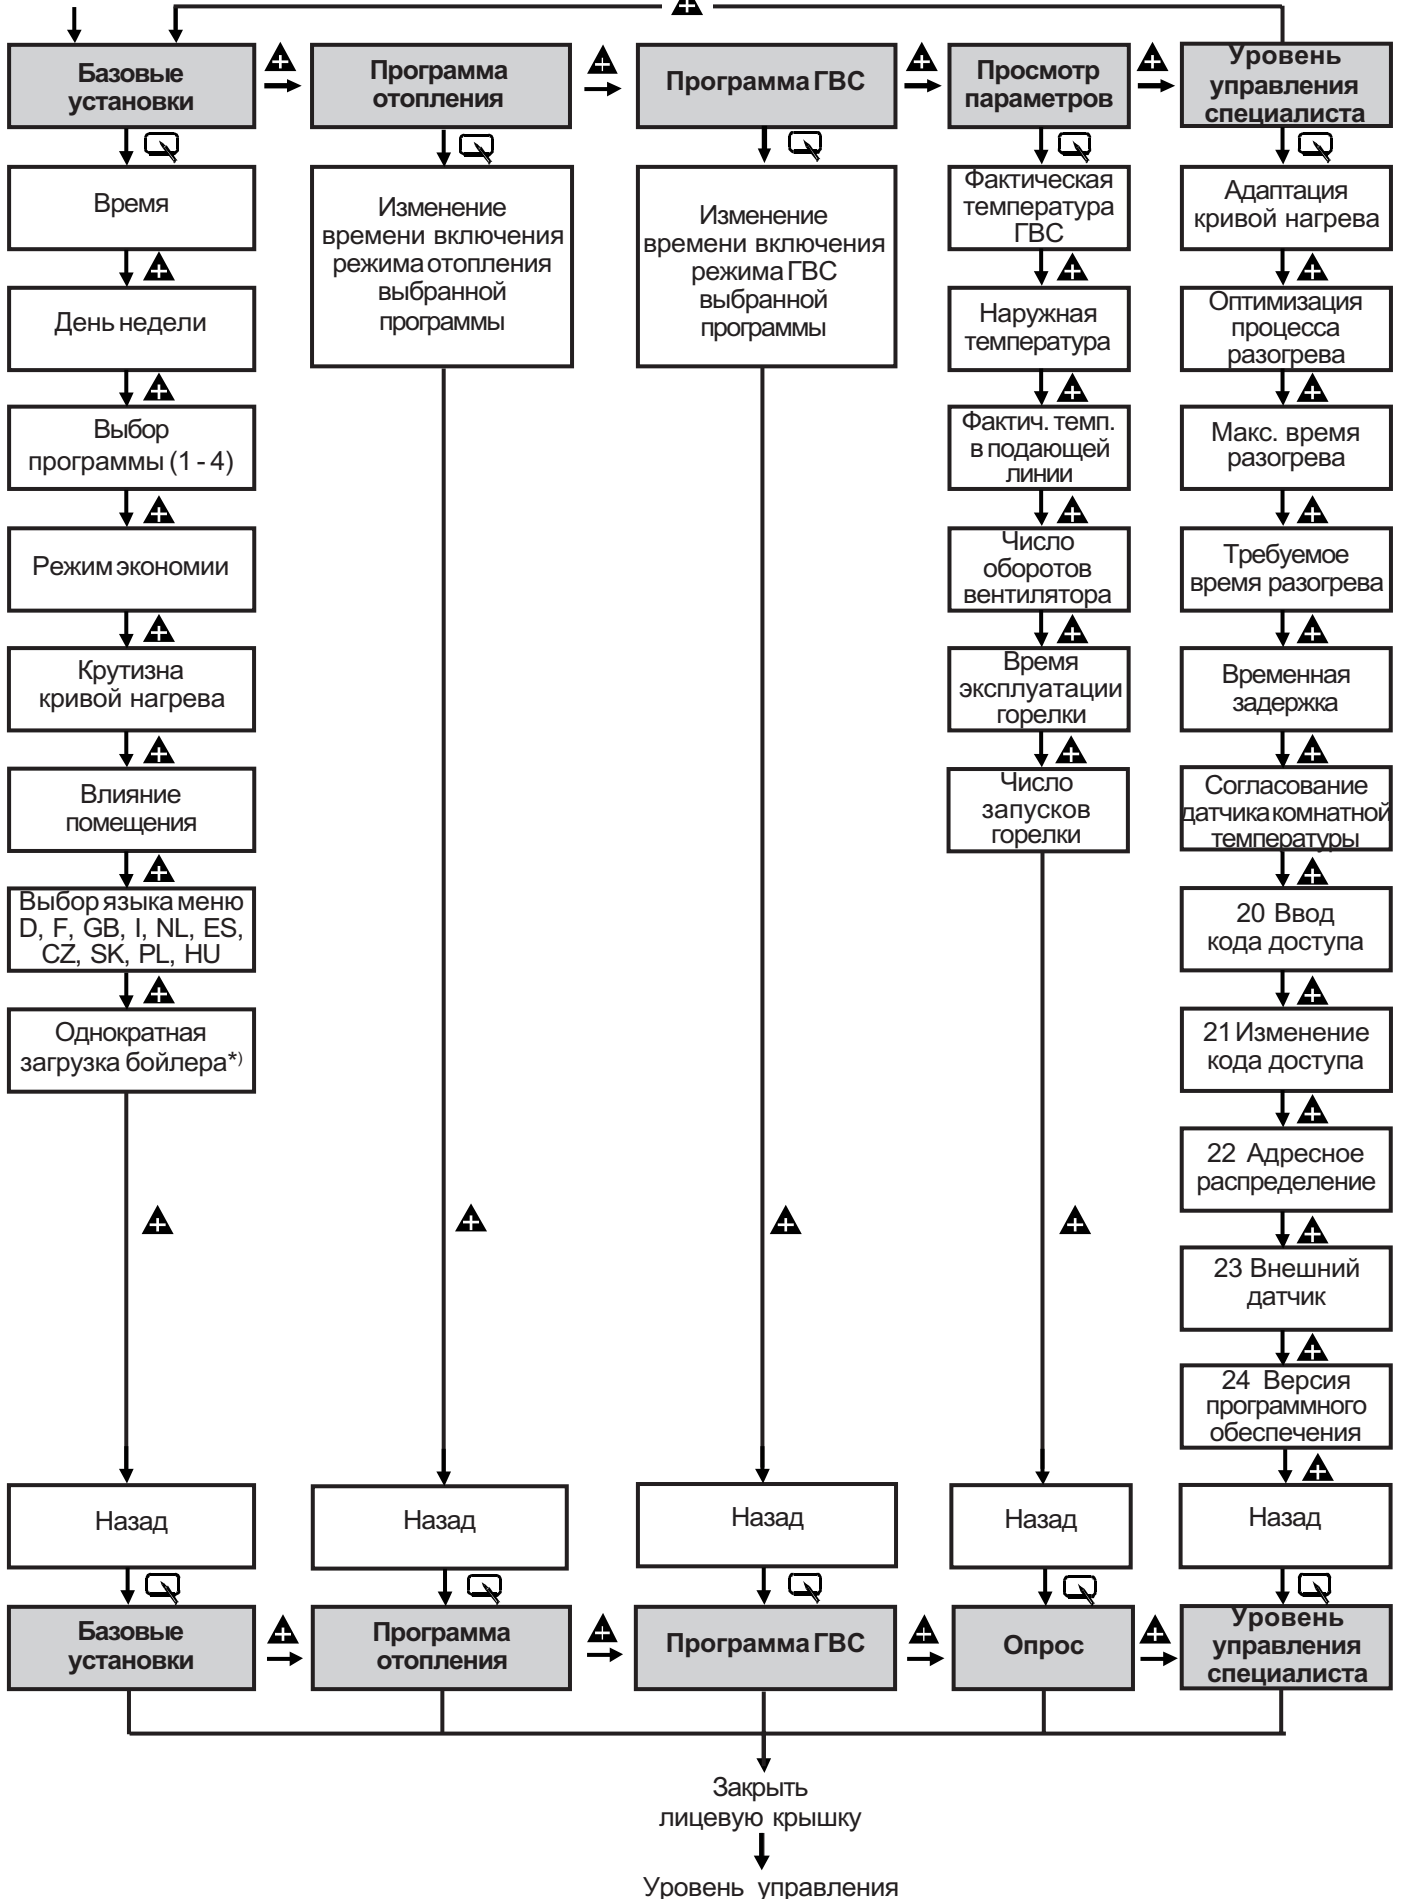 Базовые
установки
Программа
отопления
Программа ГВС
Просмотр
параметров
Уровень
управления
специалиста
Время
День недели
Выбор
программы (1 - 4)
Режим экономии
Крутизна
кривой нагрева
Влияние
помещения
Выбор языка меню
D, F, GB, I, NL, ES,
CZ, SK, PL, HU
Однократная
загрузка бойлера*)
Назад
Базовые
установки
Изменение
времени включения
режима отопления
выбранной
программы
Назад
Программа
отопления
Изменение
времени включения
режима ГВС
выбранной
программы
Назад
Программа ГВС
Фактическая
температура
ГВС
Наружная
температура
Фактич. темп.
в подающей
линии
Число
оборотов
вентилятора
Время
эксплуатации
горелки
Число
запусков
горелки
Назад
Опрос
Адаптация
кривой нагрева
Оптимизация
процесса
разогрева
Макс. время
разогрева
Требуемое
время разогрева
Временная
задержка
Согласование
датчика комнатной
температуры
20 Ввод
кода доступа
21 Изменение
кода доступа
22 Адресное
распределение
23 Внешний
датчик
24 Версия
программного
обеспечения
Назад
Уровень
управления
специалиста
Закрыть
лицевую крышку
Уровень управления